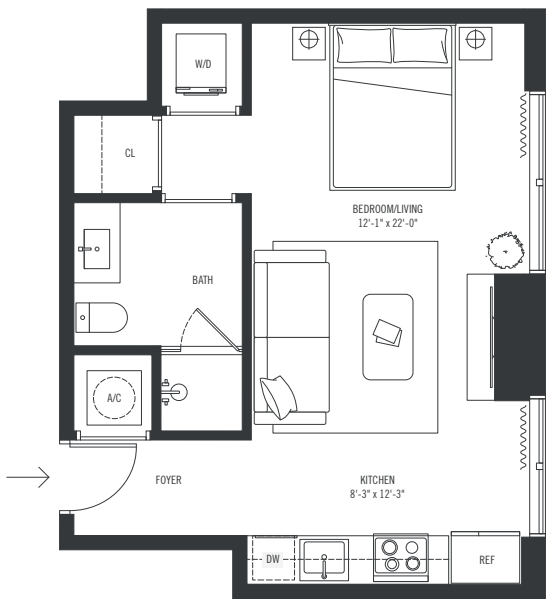 W/D
CL
BEDROOM/LIVING
12'-1" x 22'-0"
BATH
A/C
FOYER
KITCHEN
8'-3" x 12'-3"
DW
REF